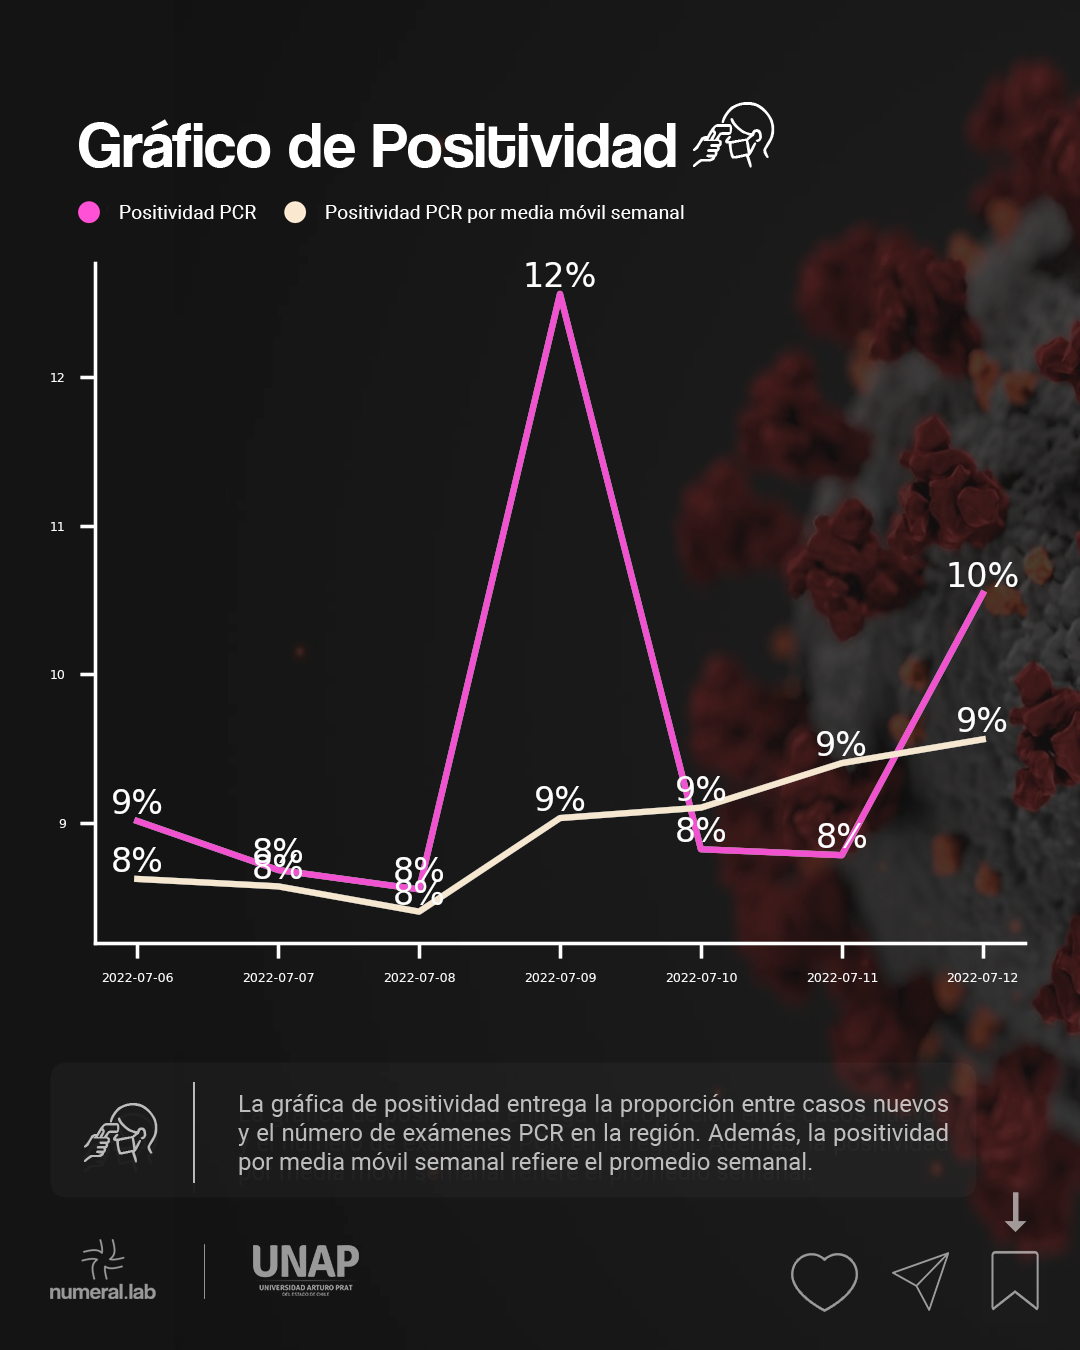 Gráfico de Positividad
Positividad PCR
Positividad PCR por media móvil semanal
12%
12
11
10%
10
9%
9%
9%
9%
9%
8%
8%
9
8%
8%
8%
8%
8%
2022-07-06
2022-07-07
2022-07-08
2022-07-09
2022-07-10
2022-07-11
2022-07-12
La gráfica de positividad entrega la proporción entre casos nuevos
y el número de exámenes PCR en la región. Además, la positividad
por media móvil semanal refiere el promedio semanal.
numeral.lab
UNAP
UNIVERSIDAD ARTURO PRAT
DEL ESTADO DE CHILE